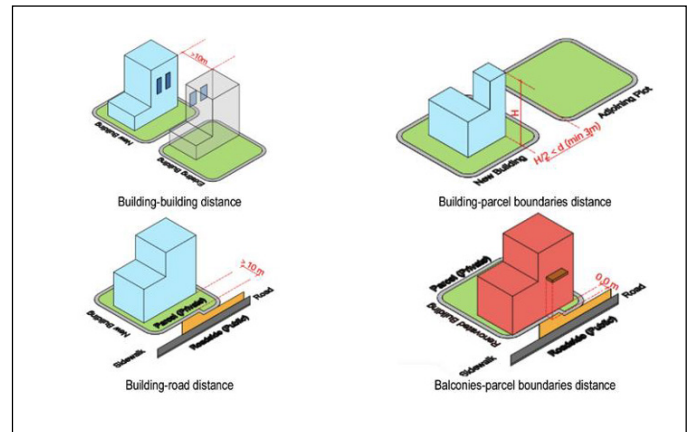 >10m
New Building
Existing Building
Building-building distance
H
Adjoining Plot
H/2 < d (min 3m)
New Building
Building-parcel boundaries distance
> 10 m
New Building
Parcel (Private)
Road
Roadside (Public)
Sidewalk
Building-road distance
Parcel (Private)
Renovated Building
0.0 m
Road
Roadside (Public)
Sidewalk
Balconies-parcel boundaries distance